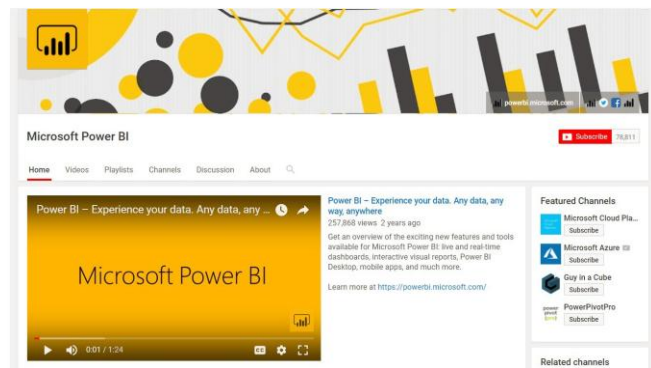 powerbi.microsoft.com
Microsoft Power BI
Subscribe 78,811
Home Videos Playlists Channels Discussion About
Power BI – Experience your data. Any data, any ...
Microsoft Power BI
0:01 / 1:24
CC
Power BI – Experience your data. Any data, any
way, anywhere
257,868 views 2 years ago
Get an overview of the exciting new features and tools
available for Microsoft Power BI: live and real-time
dashboards, interactive visual reports, Power BI
Desktop, mobile apps, and much more.
Learn more at https://powerbi.microsoft.com/
Featured Channels
Microsoft Cloud Pla...
Subscribe
Microsoft Azure
Subscribe
Guy in a Cube
Subscribe
PowerPivotPro
Subscribe
Related channels